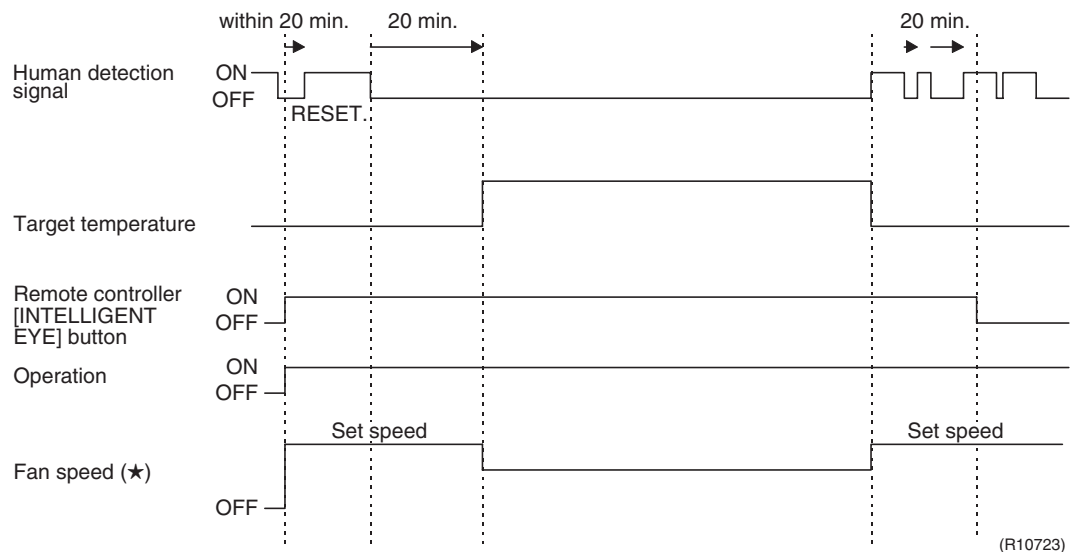 within 20 min.
20 min.
20 min.
Human detection
signal
ON
OFF
RESET.
Target temperature
Remote controller
[INTELLIGENT
EYE] button
ON
OFF
Operation
ON
OFF
Set speed
Set speed
Fan speed (★)
OFF
(R10723)